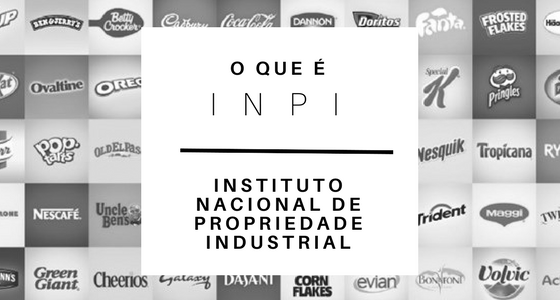 7UP BEN&JERRY'S Betty Crocker Cadbury Coca-Cola DANNON Doritos Fanta FROSTED FLAKES
O QUE É
INPI
Ovaltine OREO Special K Pringles
pop.tarts OLD EL PASO Nesquik Tropicana
INSTITUTO
NACIONAL DE
PROPRIEDADE
INDUSTRIAL
NESCAFÉ Uncle Ben's Trident MAGGI
Green Giant Cheerios Galaxy DASANI CORN FLAKES evian BONAFONT Volvic